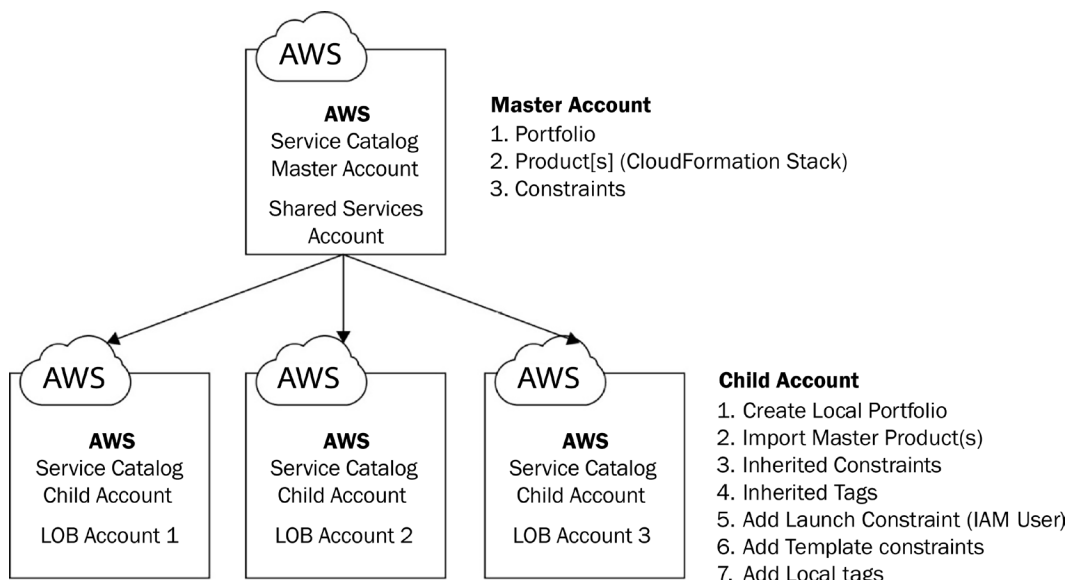 AWS
AWS
Service Catalog
Master Account
Shared Services
Account
Master Account
1. Portfolio
2. Product[s] (CloudFormation Stack)
3. Constraints
AWS
AWS
Service Catalog
Child Account
LOB Account 1
AWS
AWS
Service Catalog
Child Account
LOB Account 2
AWS
AWS
Service Catalog
Child Account
LOB Account 3
Child Account
1. Create Local Portfolio
2. Import Master Product(s)
3. Inherited Constraints
4. Inherited Tags
5. Add Launch Constraint (IAM User)
6. Add Template constraints
7. Add Local tags